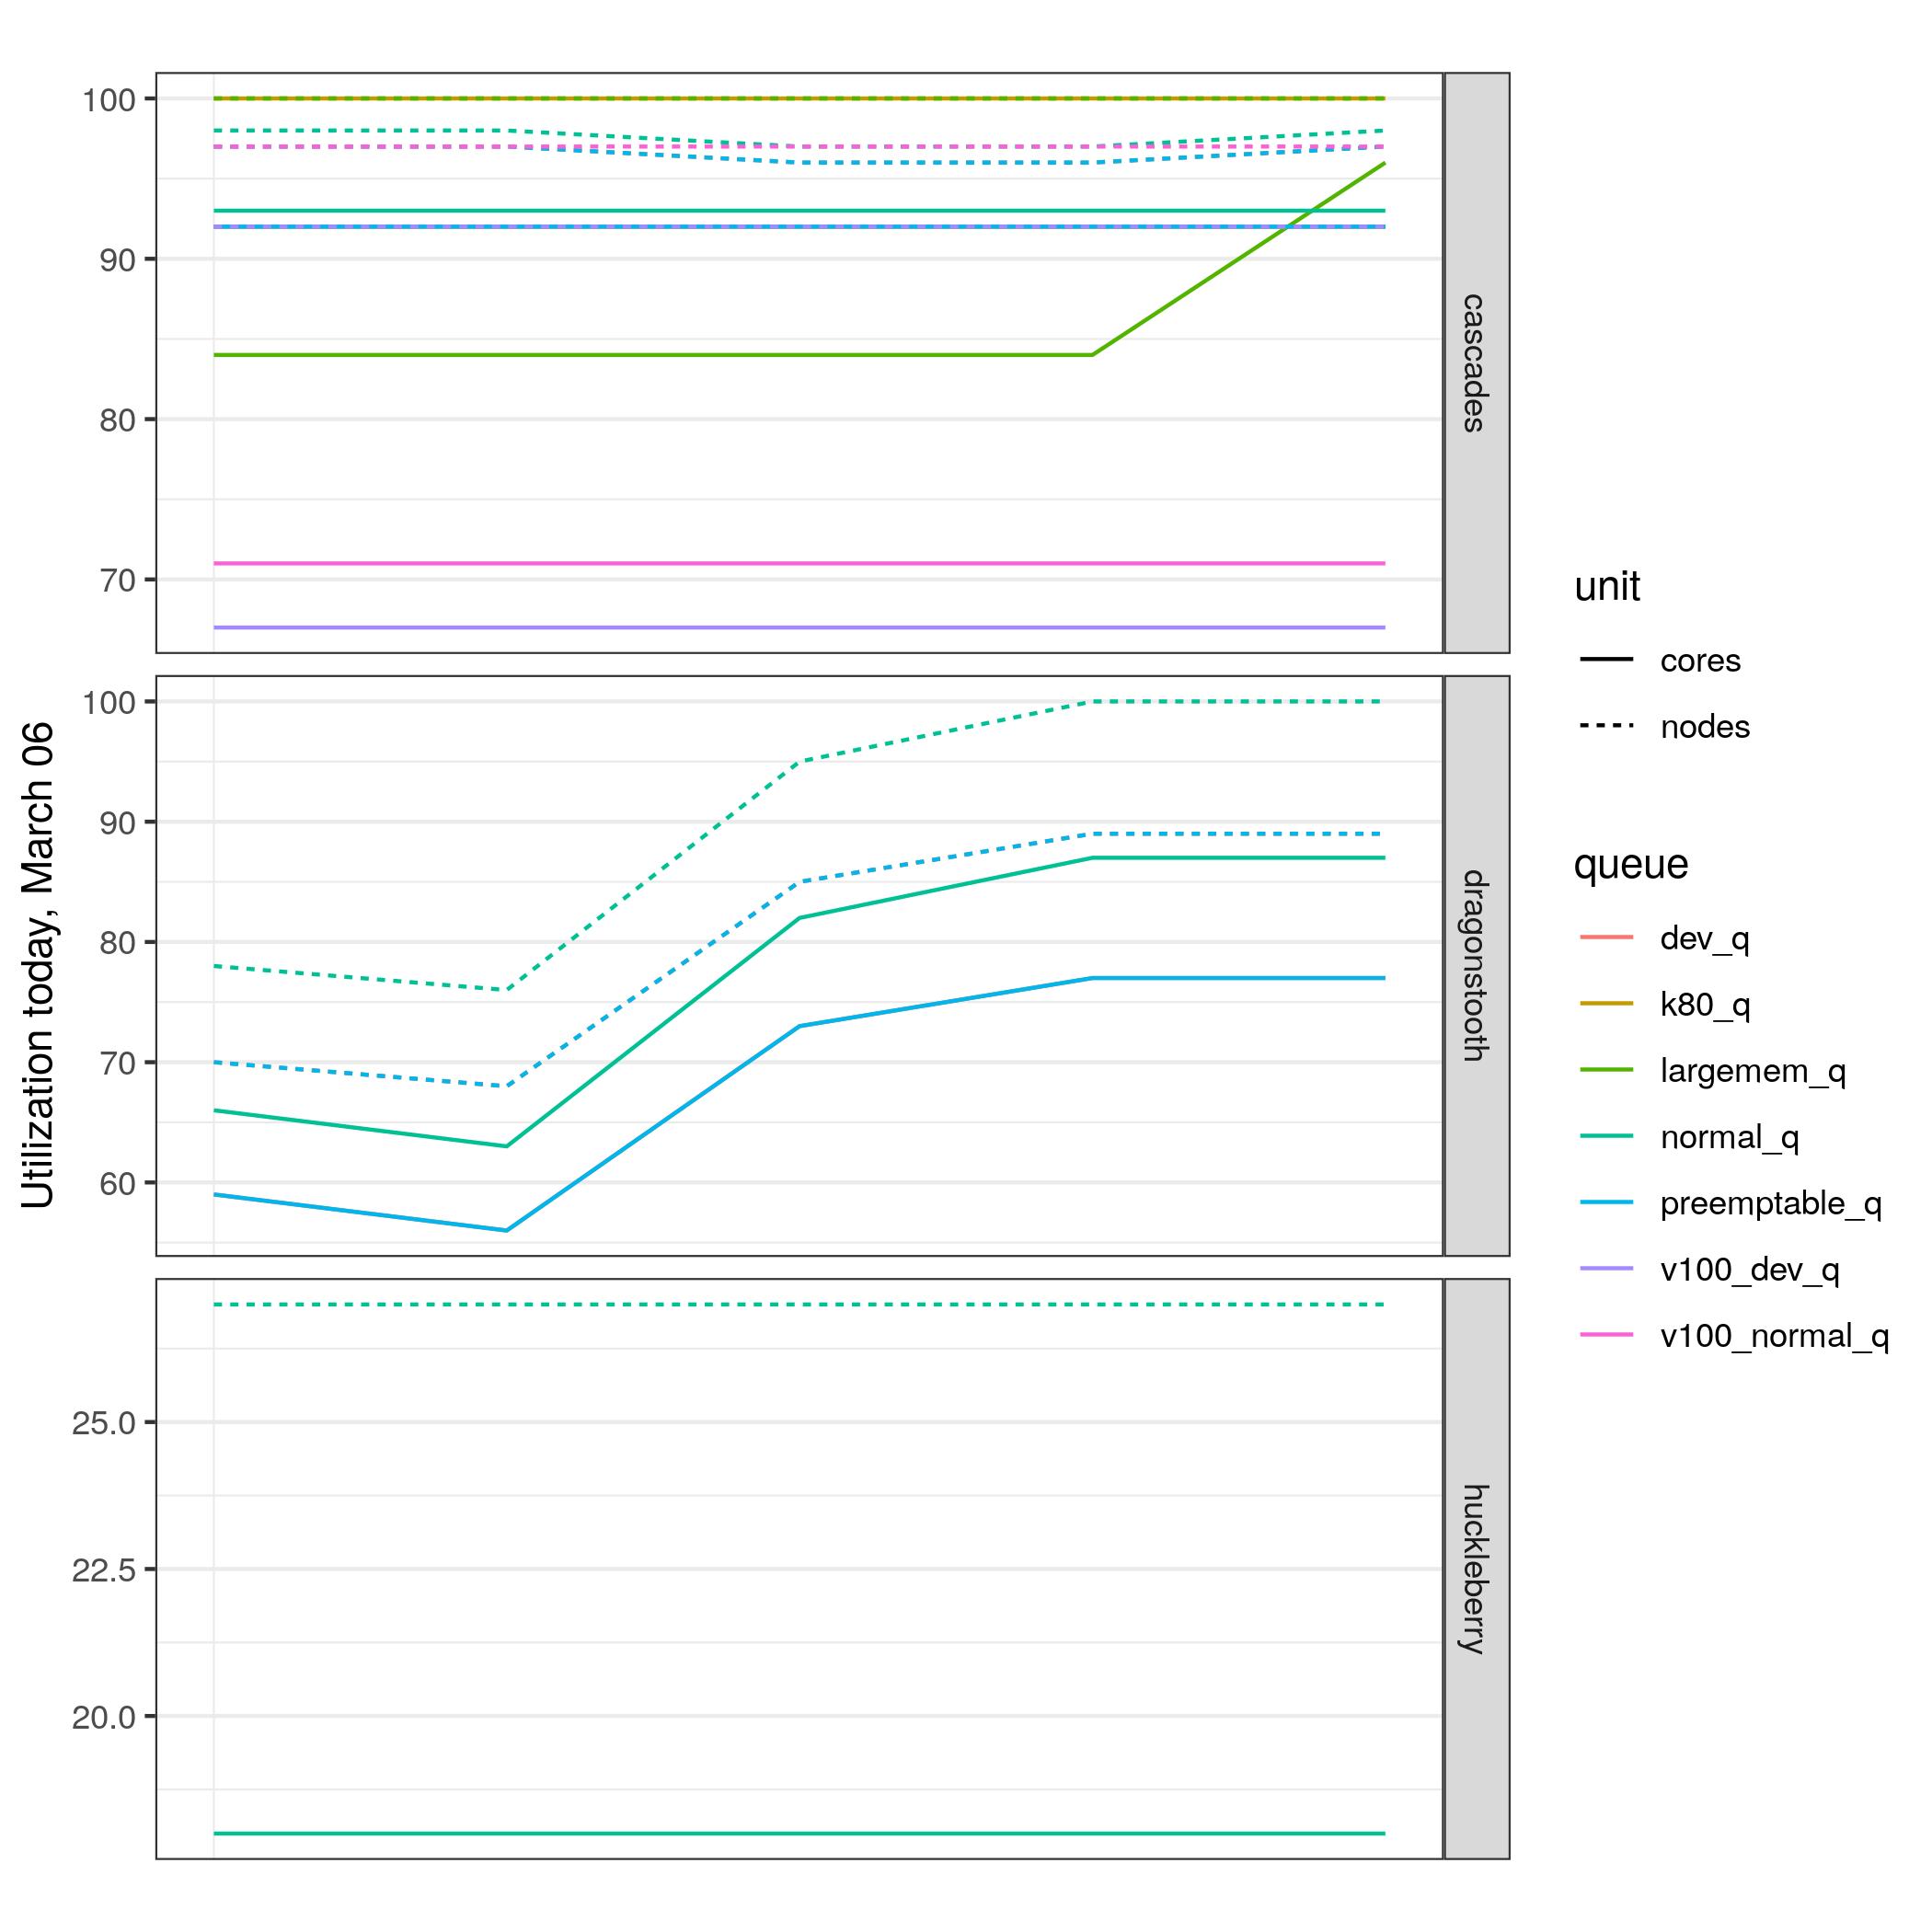 Utilization today, March 06
100
90
80
70
cascades
100
90
80
70
60
dragonstooth
25.0
22.5
20.0
huckleberry
unit
cores
nodes
queue
dev_q
k80_q
largemem_q
normal_q
preemptable_q
v100_dev_q
v100_normal_q